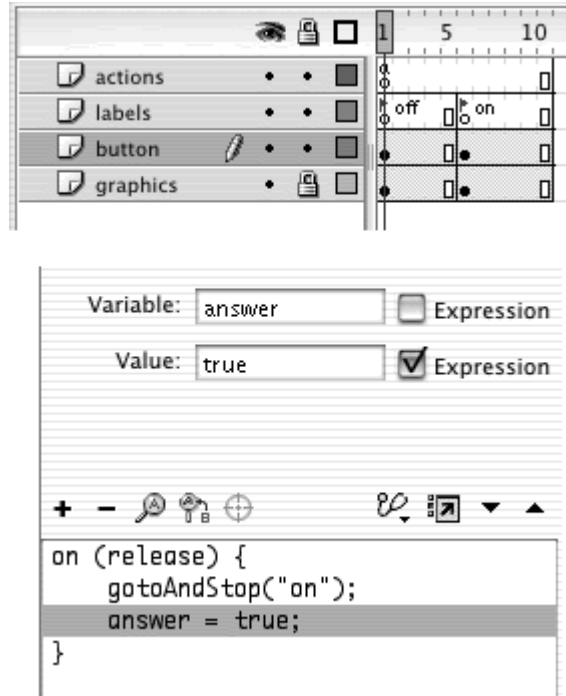 1 5 10
actions
labels off on
button
graphics
Variable: answer Expression
Value: true Expression
on (release) {
gotoAndStop("on");
answer = true;
}